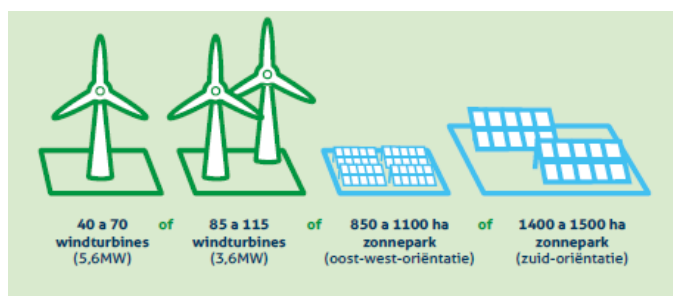 40 a 70 of 85 a 115 of 850 a 1100 ha of 1400 a 1500 ha
windturbines windturbines zonnepark zonnepark
(5,6MW) (3,6MW) (oost-west-oriëntatie) (zuid-oriëntatie)